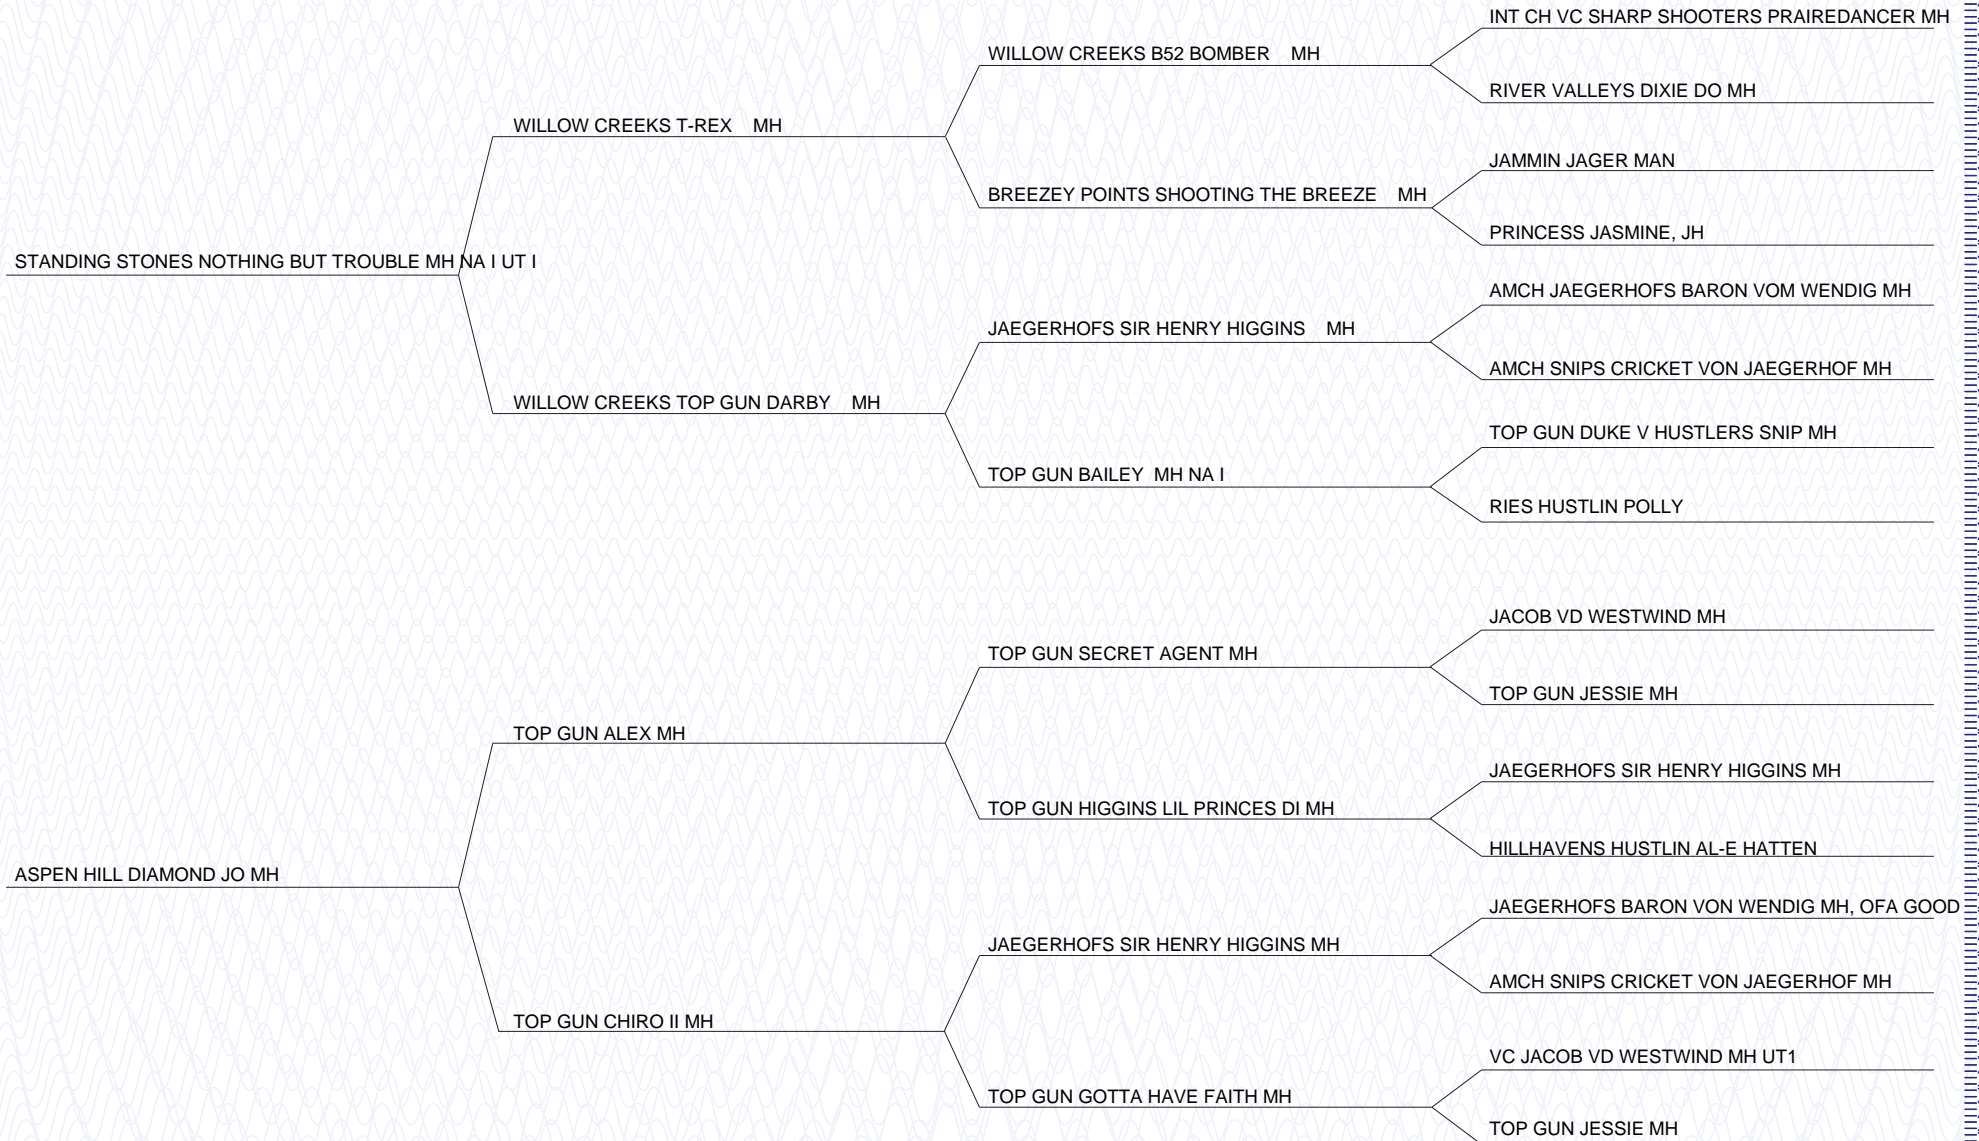 INT CH VC SHARP SHOOTERS PRAIREDANCER MH
WILLOW CREEKS B52 BOMBER MH
RIVER VALLEYS DIXIE DO MH
WILLOW CREEKS T-REX MH
JAMMIN JAGER MAN
BREEZEY POINTS SHOOTING THE BREEZE MH
PRINCESS JASMINE, JH
STANDING STONES NOTHING BUT TROUBLE MH NA I UT I
AMCH JAEGERHOFS BARON VOM WENDIG MH
JAEGERHOFS SIR HENRY HIGGINS MH
AMCH SNIPS CRICKET VON JAEGERHOF MH
WILLOW CREEKS TOP GUN DARBY MH
TOP GUN DUKE V HUSTLERS SNIP MH
TOP GUN BAILEY MH NA I
RIES HUSTLIN POLLY
JACOB VD WESTWIND MH
TOP GUN SECRET AGENT MH
TOP GUN JESSIE MH
TOP GUN ALEX MH
JAEGERHOFS SIR HENRY HIGGINS MH
TOP GUN HIGGINS LIL PRINCES DI MH
HILLHAVENS HUSTLIN AL-E HATTEN
ASPEN HILL DIAMOND JO MH
JAEGERHOFS BARON VON WENDIG MH, OFA GOOD
JAEGERHOFS SIR HENRY HIGGINS MH
AMCH SNIPS CRICKET VON JAEGERHOF MH
TOP GUN CHIRO II MH
VC JACOB VD WESTWIND MH UT1
TOP GUN GOTTA HAVE FAITH MH
TOP GUN JESSIE MH